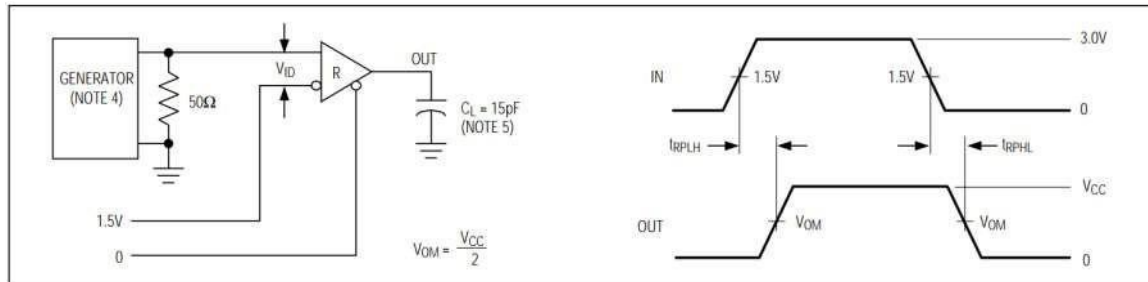 GENERATOR
(NOTE 4)
50Ω
VID
R
OUT
CL = 15pF
(NOTE 5)
1.5V
0
VOM = VCC
2
3.0V
IN
1.5V
1.5V
0
tRPLH
tRPHL
VCC
OUT
VOM
VOM
0